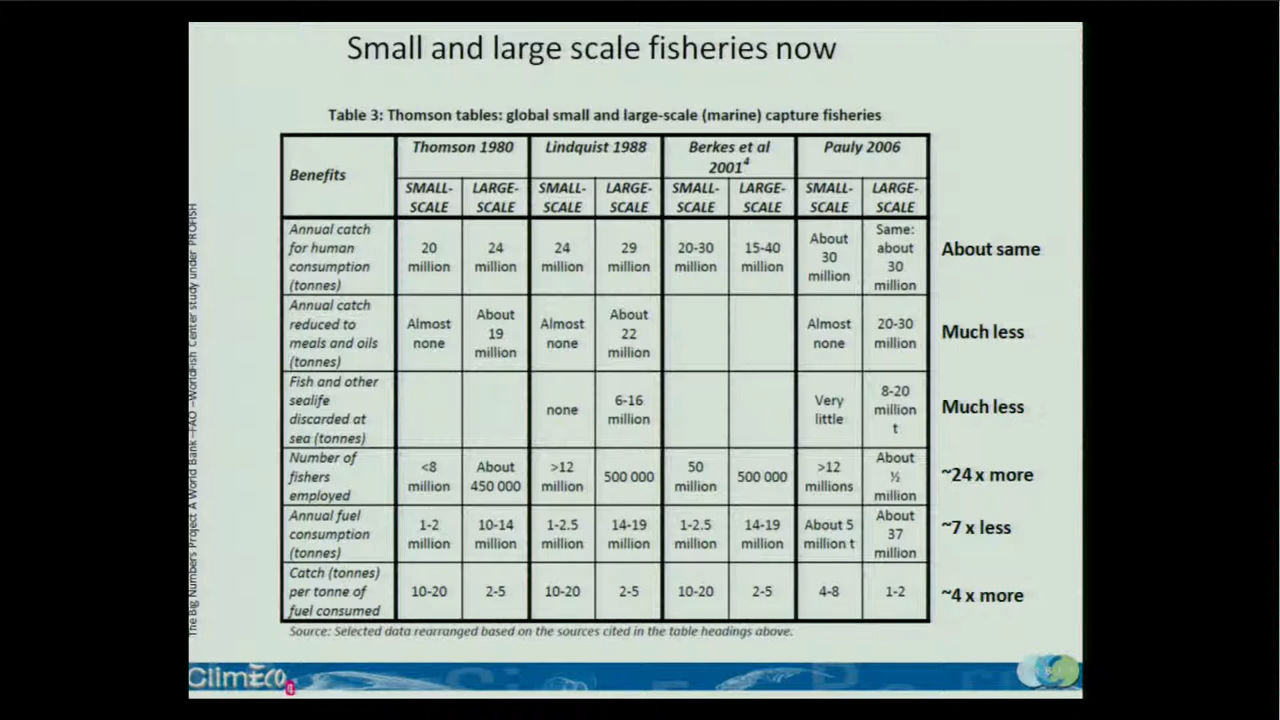 Small and large scale fisheries now
Table 3: Thomson tables: global small and large-scale (marine) capture fisheries
Benefits
Thomson 1980
Lindquist 1988
Berkes et al
2001⁴
Pauly 2006
SMALL-
SCALE
LARGE-
SCALE
SMALL-
SCALE
LARGE-
SCALE
SMALL-
SCALE
LARGE-
SCALE
SMALL-
SCALE
LARGE-
SCALE
Annual catch
for human
consumption
(tonnes)
20
million
24
million
24
million
29
million
20-30
million
15-40
million
About
30
million
Same:
about
30
million
About same
Annual catch
reduced to
meals and oils
(tonnes)
Almost
none
About
19
million
Almost
none
About
22
million
Almost
none
20-30
million
Much less
Fish and other
sealife
discarded at
sea (tonnes)
none
6-16
million
Very
little
8-20
million
t
Much less
Number of
fishers
employed
<8
million
About
450 000
>12
million
500 000
50
million
500 000
>12
millions
About
½
million
~24 x more
Annual fuel
consumption
(tonnes)
1-2
million
10-14
million
1-2.5
million
14-19
million
1-2.5
million
14-19
million
About 5
million t
About
37
million
~7 x less
Catch (tonnes)
per tonne of
fuel consumed
10-20
2-5
10-20
2-5
10-20
2-5
4-8
1-2
~4 x more
Source: Selected data rearranged based on the sources cited in the table headings above.
The Big Numbers Project A World Bank –FAO –WorldFish Center study under PROFISH
ClimEco